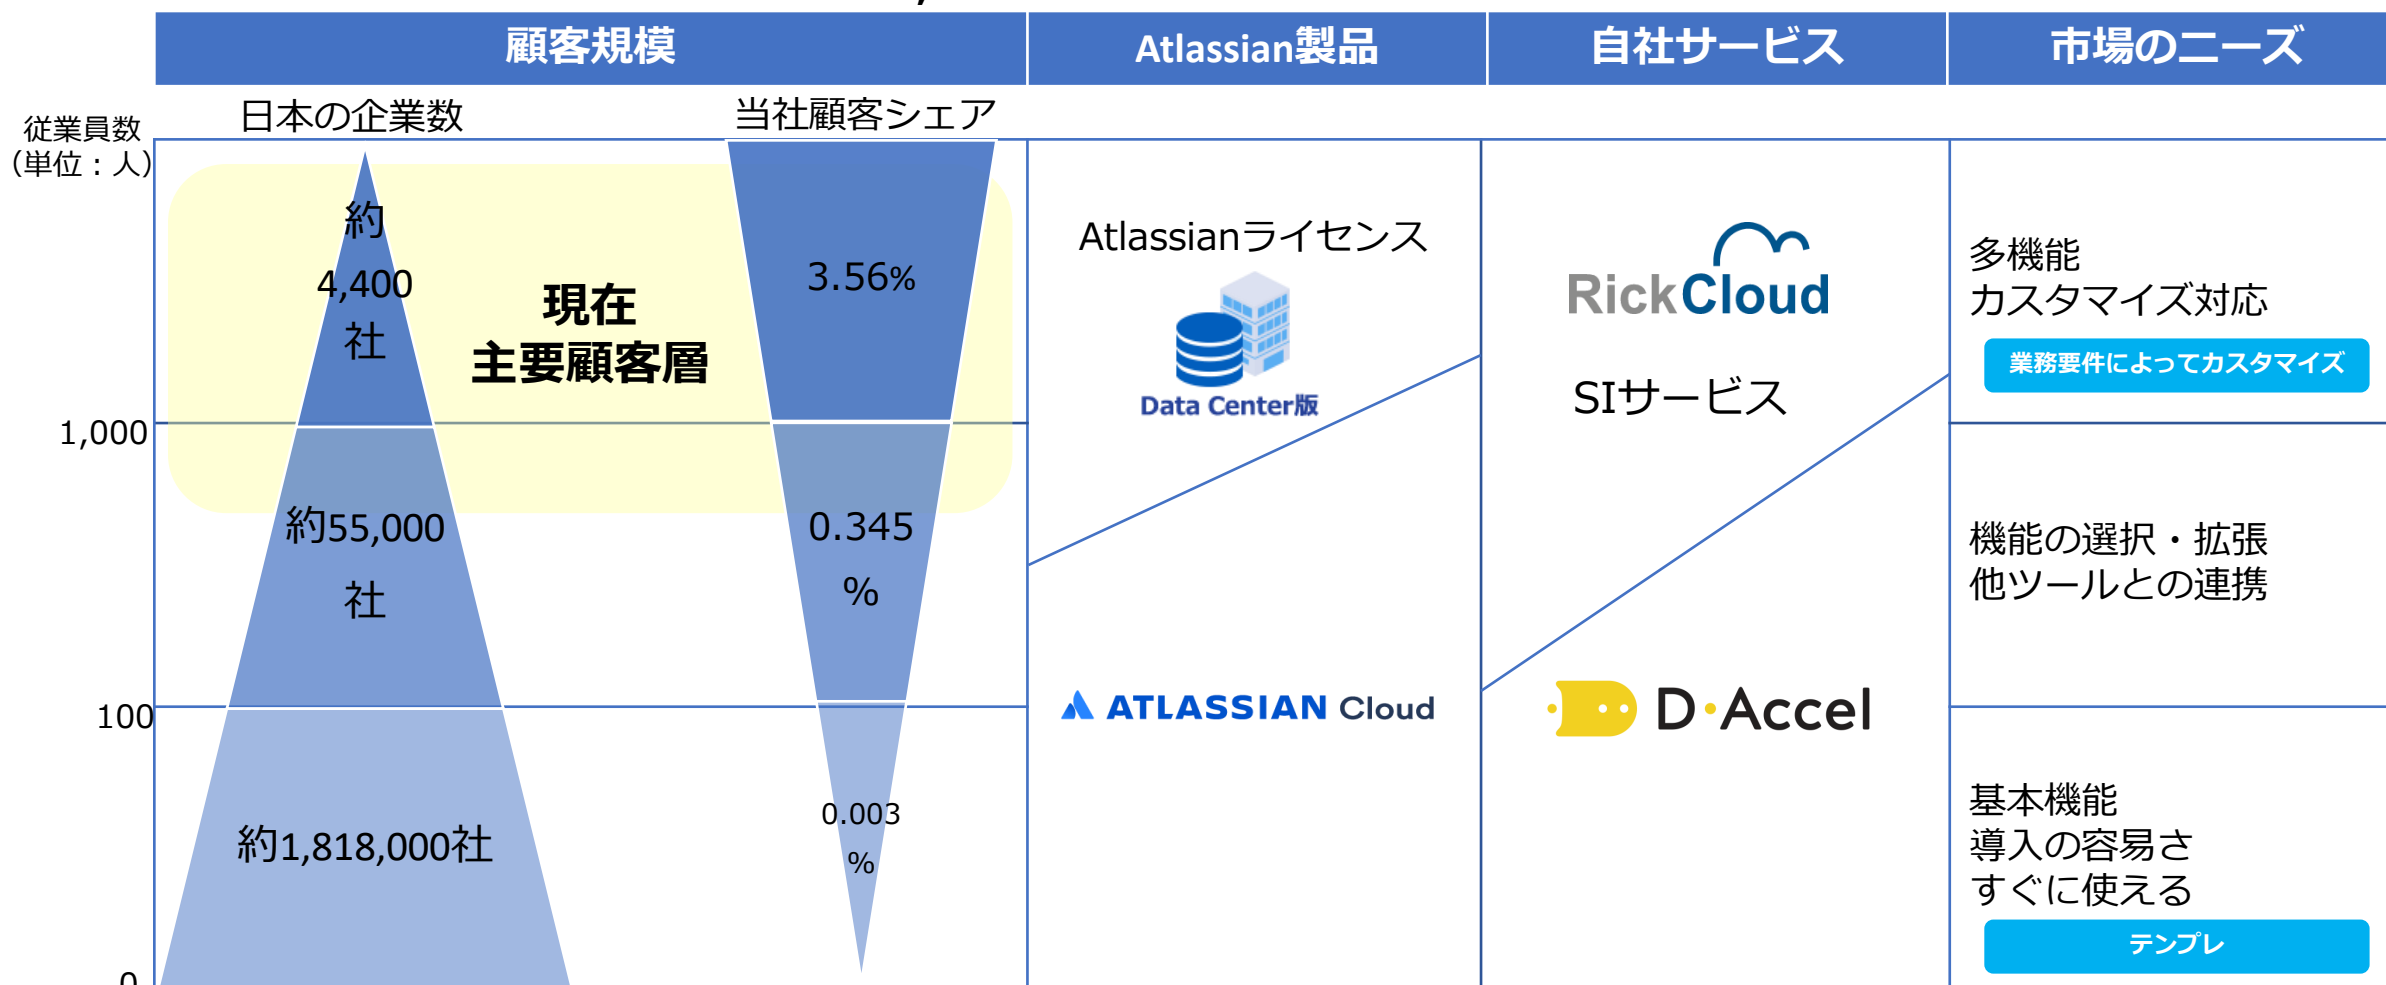 顧客規模
Atlassian製品
自社サービス
市場のニーズ
従業員数
（単位：人）
日本の企業数
当社顧客シェア
約
4,400
社
現在
主要顧客層
3.56%
Atlassianライセンス
Data Center版
RickCloud
SIサービス
多機能
カスタマイズ対応
業務要件によってカスタマイズ
1,000
約55,000
社
0.345
%
機能の選択・拡張
他ツールとの連携
100
ATLASSIAN Cloud
D・Accel
約1,818,000社
0.003
%
基本機能
導入の容易さ
すぐに使える
テンプレ
0